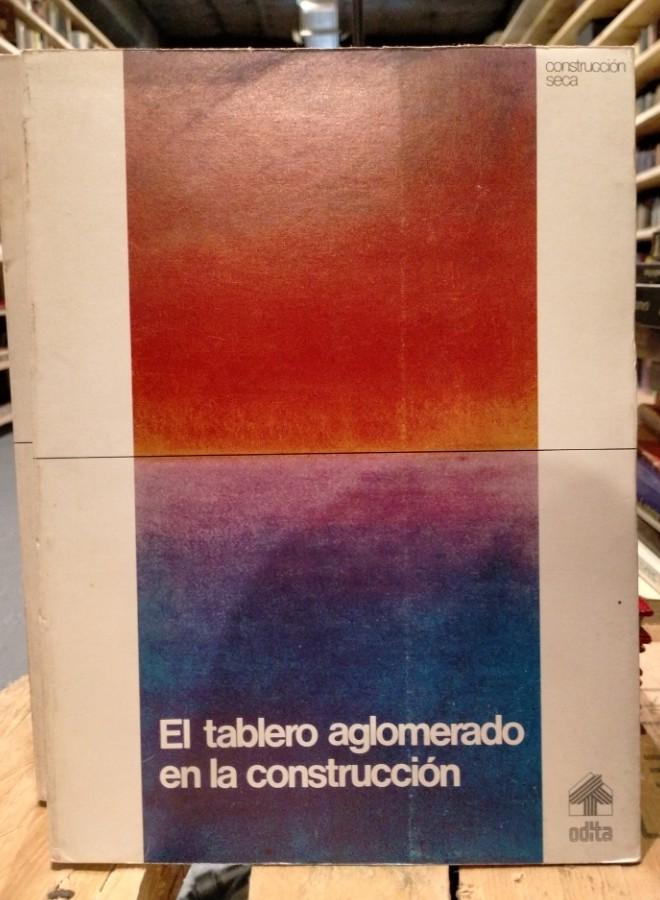 construcción
seca
El tablero aglomerado
en la construcción
odita